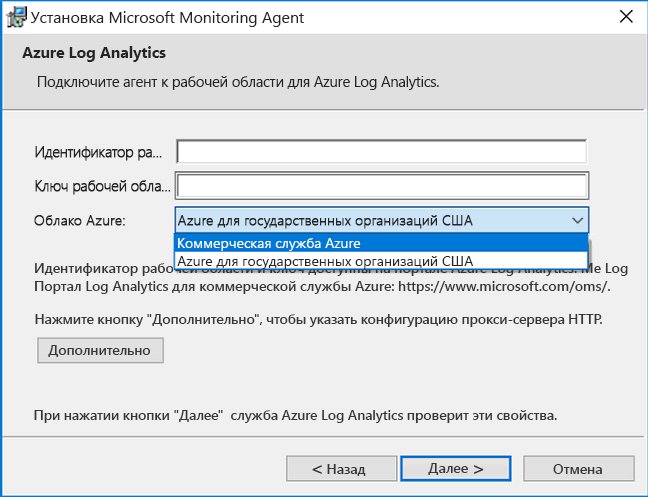 Установка Microsoft Monitoring Agent
Azure Log Analytics
Подключите агент к рабочей области для Azure Log Analytics.
Идентификатор ра...
Ключ рабочей обла...
Облако Azure:
Azure для государственных организаций США
Коммерческая служба Azure
Azure для государственных организаций США
Идентификатор рабочей области и ключ доступны на портале Azure Log Analytics. Me Log
Портал Log Analytics для коммерческой службы Azure: https://www.microsoft.com/oms/.
Нажмите кнопку "Дополнительно", чтобы указать конфигурацию прокси-сервера HTTP.
Дополнительно
При нажатии кнопки "Далее" служба Azure Log Analytics проверит эти свойства.
< Назад
Далее >
Отмена